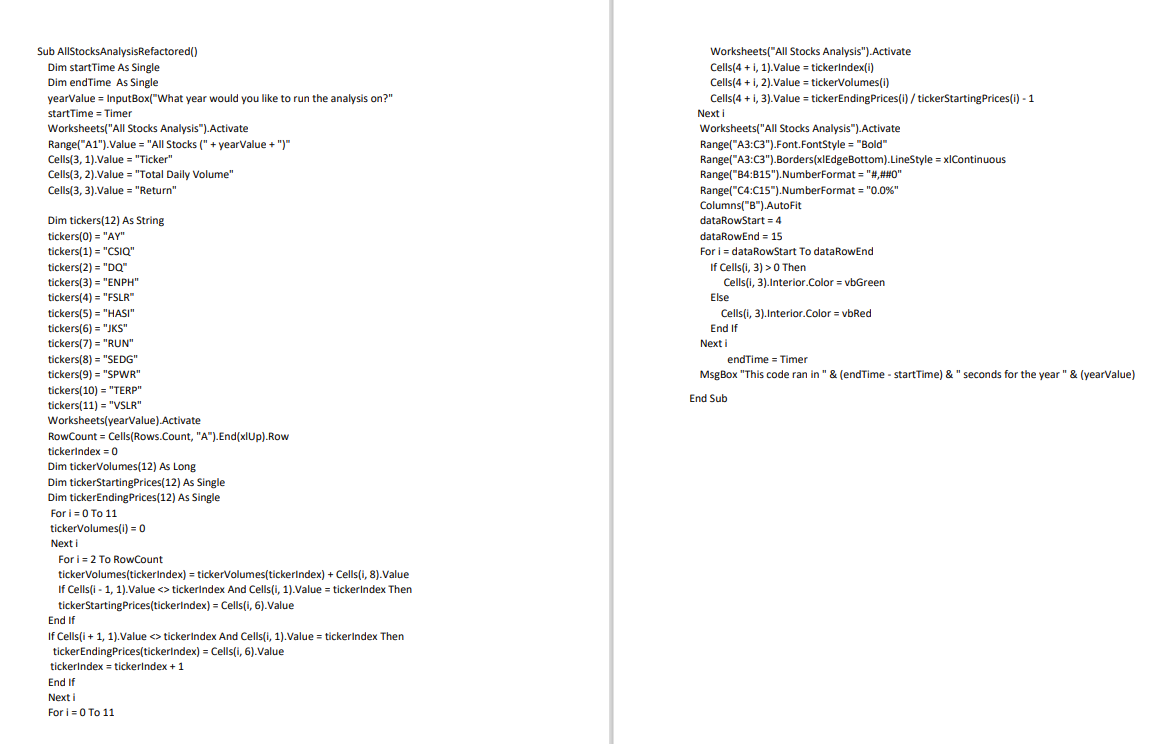 Sub AllStocksAnalysisRefactored()
Dim startTime As Single
Dim endTime  As Single
yearValue = InputBox("What year would you like to run the analysis on?"
startTime = Timer
Worksheets("All Stocks Analysis").Activate
Range("A1").Value = "All Stocks (" + yearValue + ")"
Cells(3, 1).Value = "Ticker"
Cells(3, 2).Value = "Total Daily Volume"
Cells(3, 3).Value = "Return"
Dim tickers(12) As String
tickers(0) = "AY"
tickers(1) = "CSIQ"
tickers(2) = "DQ"
tickers(3) = "ENPH"
tickers(4) = "FSLR"
tickers(5) = "HASI"
tickers(6) = "JKS"
tickers(7) = "RUN"
tickers(8) = "SEDG"
tickers(9) = "SPWR"
tickers(10) = "TERP"
tickers(11) = "VSLR"
Worksheets(yearValue).Activate
RowCount = Cells(Rows.Count, "A").End(xlUp).Row
tickerIndex = 0
Dim tickerVolumes(12) As Long
Dim tickerStartingPrices(12) As Single
Dim tickerEndingPrices(12) As Single
For i = 0 To 11
tickerVolumes(i) = 0
Next i
For i = 2 To RowCount
tickerVolumes(tickerIndex) = tickerVolumes(tickerIndex) + Cells(i, 8).Value
If Cells(i - 1, 1).Value <> tickerIndex And Cells(i, 1).Value = tickerIndex Then
tickerStartingPrices(tickerIndex) = Cells(i, 6).Value
End If
If Cells(i + 1, 1).Value <> tickerIndex And Cells(i, 1).Value = tickerIndex Then
tickerEndingPrices(tickerIndex) = Cells(i, 6).Value
tickerIndex = tickerIndex + 1
End If
Next i
For i = 0 To 11
Worksheets("All Stocks Analysis").Activate
Cells(4 + i, 1).Value = tickerIndex(i)
Cells(4 + i, 2).Value = tickerVolumes(i)
Cells(4 + i, 3).Value = tickerEndingPrices(i) / tickerStartingPrices(i) - 1
Next i
Worksheets("All Stocks Analysis").Activate
Range("A3:C3").Font.FontStyle = "Bold"
Range("A3:C3").Borders(xlEdgeBottom).LineStyle = xlContinuous
Range("B4:B15").NumberFormat = "#,##0"
Range("C4:C15").NumberFormat = "0.0%"
Columns("B").AutoFit
dataRowStart = 4
dataRowEnd = 15
For i = dataRowStart To dataRowEnd
If Cells(i, 3) > 0 Then
Cells(i, 3).Interior.Color = vbGreen
Else
Cells(i, 3).Interior.Color = vbRed
End If
Next i
endTime = Timer
MsgBox "This code ran in " & (endTime - startTime) & " seconds for the year " & (yearValue)
End Sub